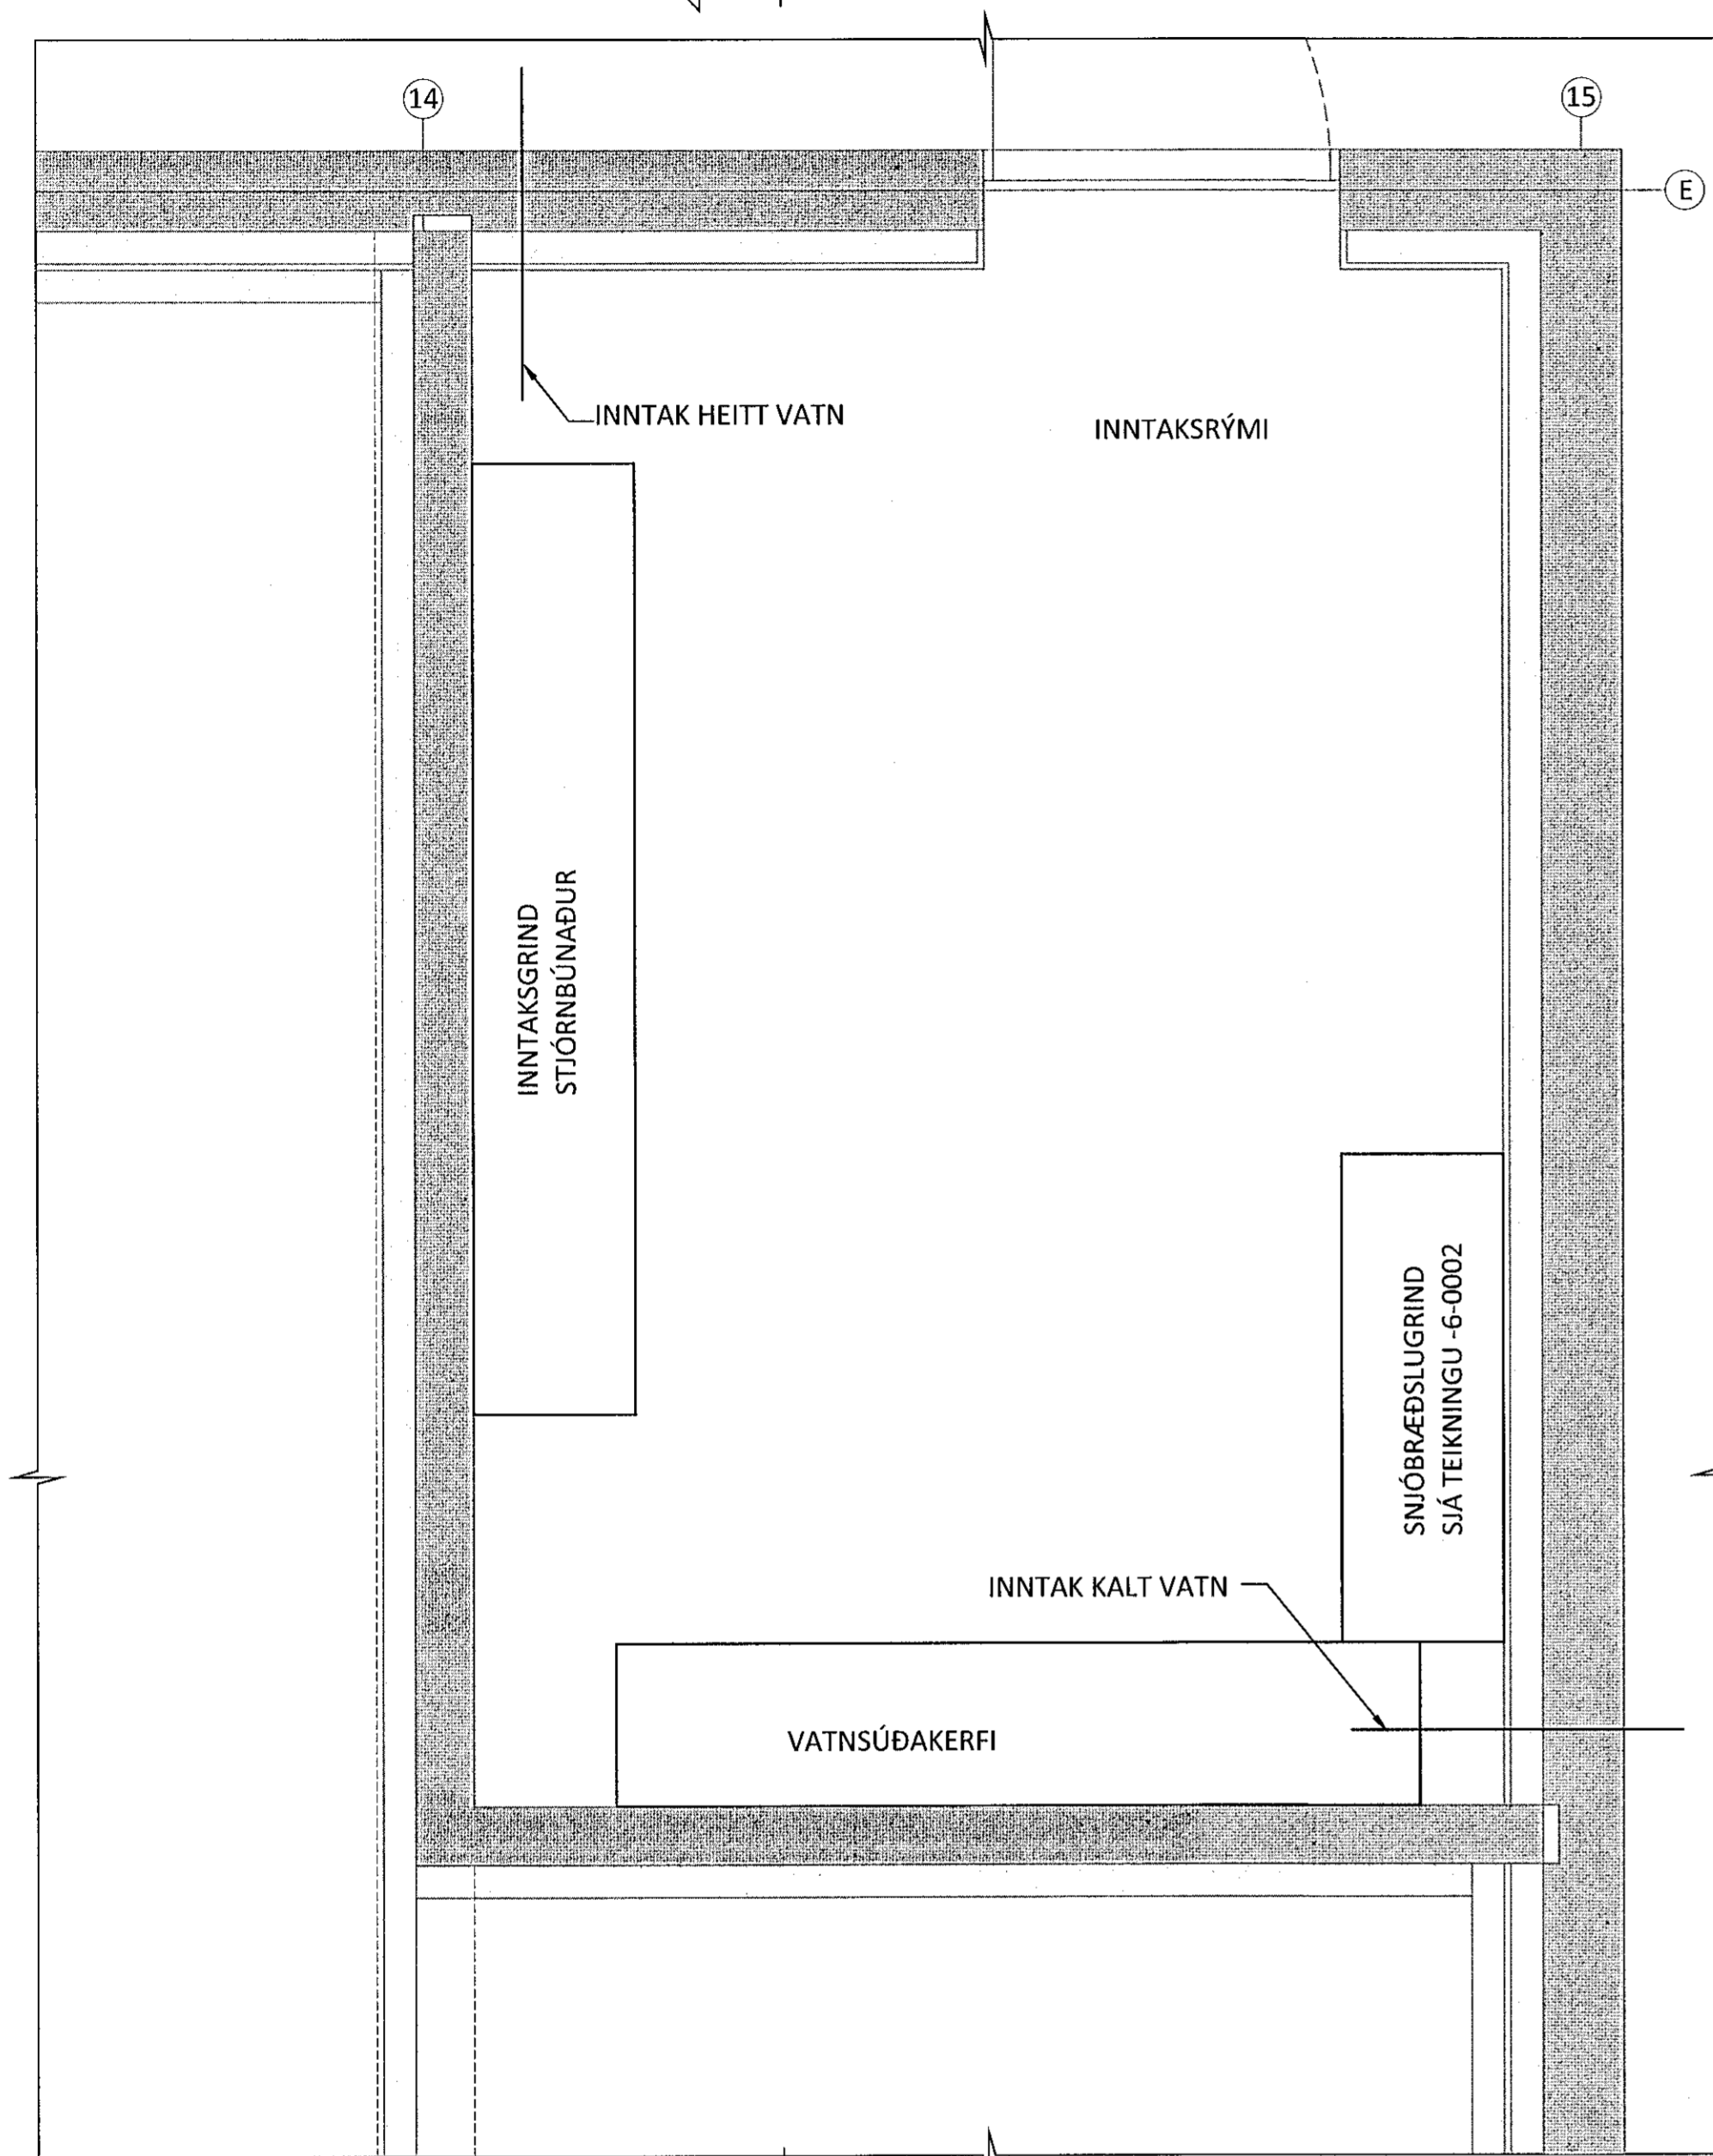 14
15
E
INNTAK HEITT VATN
INNTAKSRÝMI
INNTAKSGRIND
STJÓRNBÚNAÐUR
SNJÓBRÆÐSLUGRIND
SJÁ TEIKNINGU -6-0002
INNTAK KALT VATN
VATNSÚÐAKERFI